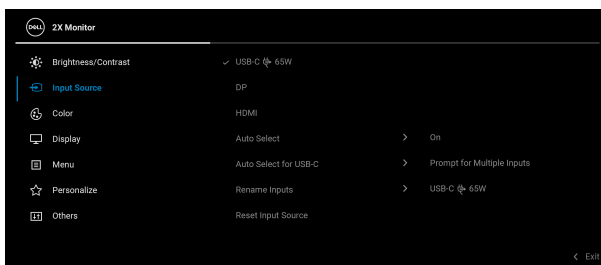 DELL 2X Monitor
Brightness/Contrast USB-C 65W
Input Source DP
Color HDMI
Display Auto Select On
Menu Auto Select for USB-C Prompt for Multiple Inputs
Personalize Rename Inputs USB-C 65W
Others Reset Input Source
Exit